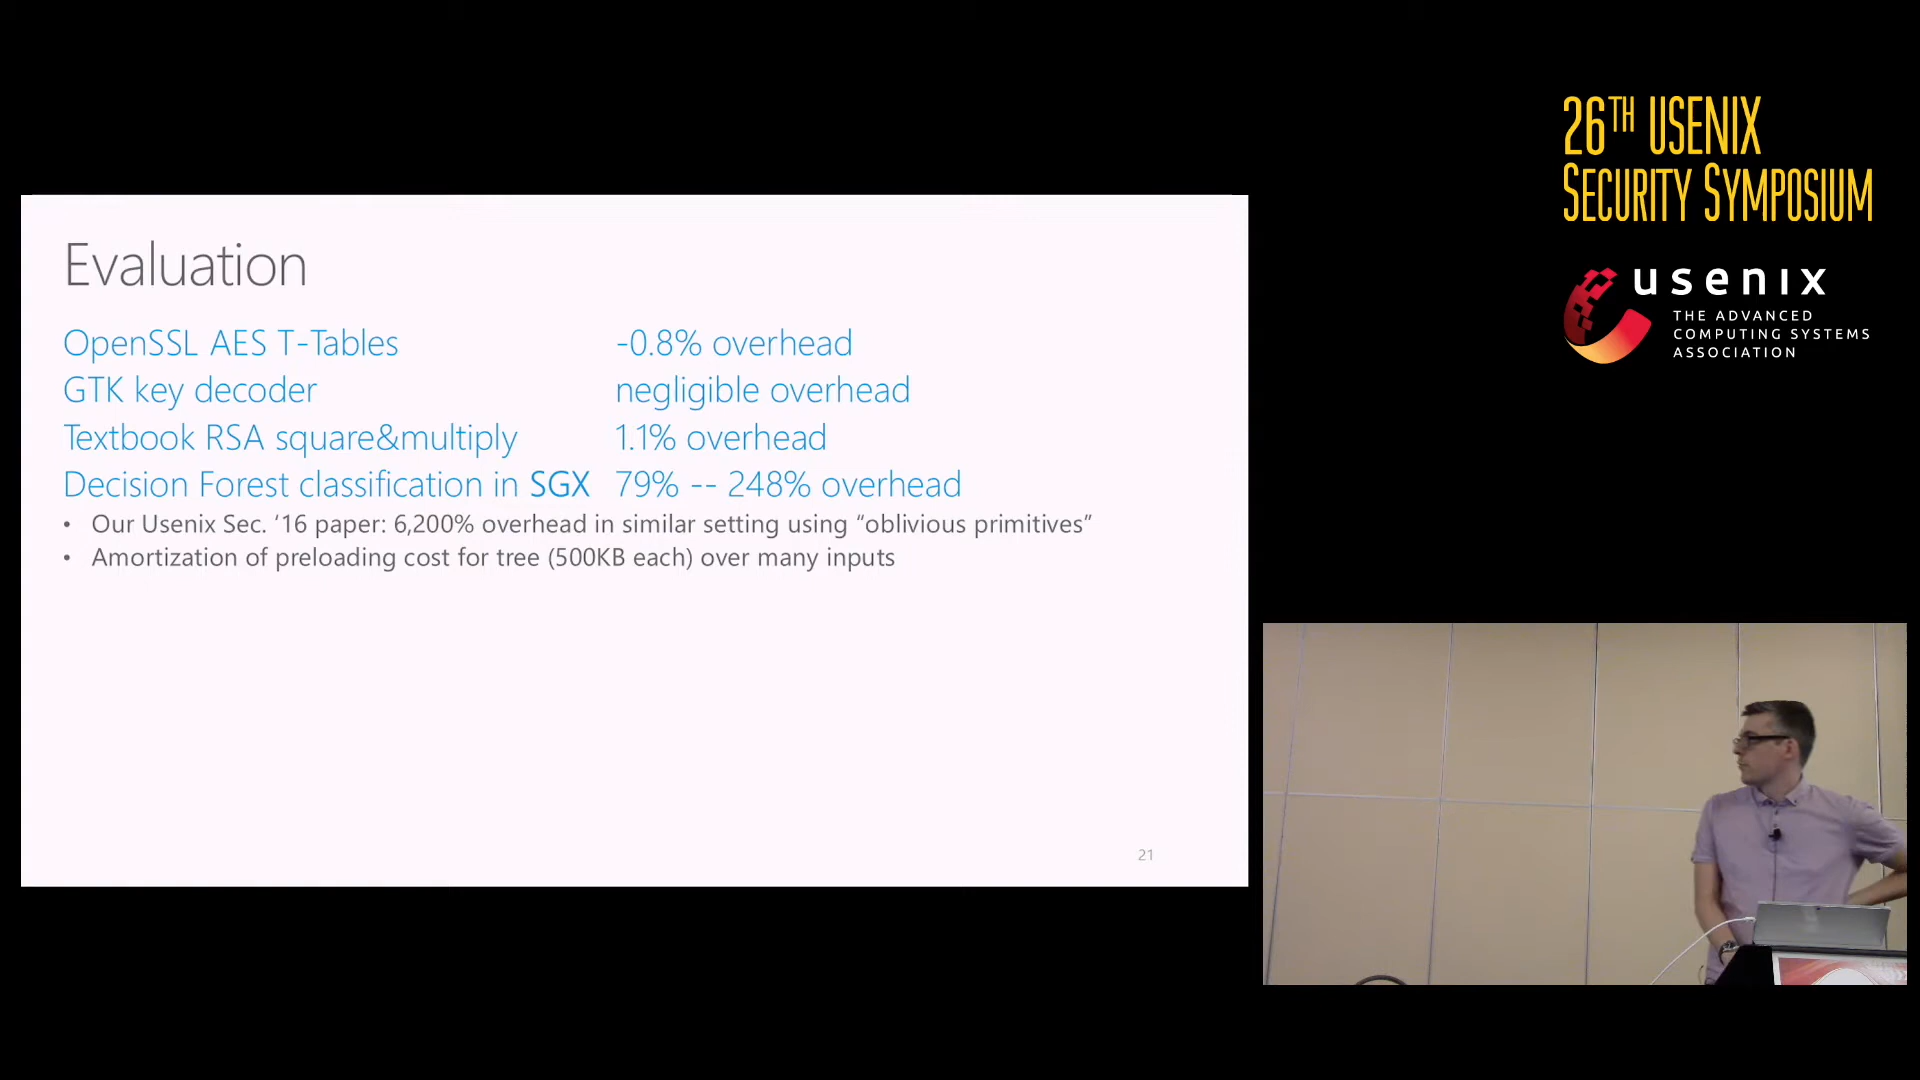 26TH USENIX
SECURITY SYMPOSIUM
usenix
THE ADVANCED
COMPUTING SYSTEMS
ASSOCIATION
Evaluation
OpenSSL AES T-Tables -0.8% overhead
GTK key decoder negligible overhead
Textbook RSA square&multiply 1.1% overhead
Decision Forest classification in SGX 79% -- 248% overhead
• Our Usenix Sec. ‘16 paper: 6,200% overhead in similar setting using “oblivious primitives”
• Amortization of preloading cost for tree (500KB each) over many inputs
21